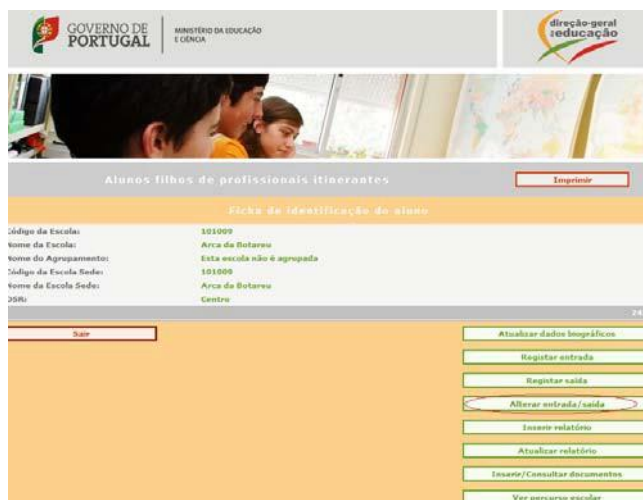 GOVERNO DE
PORTUGAL
MINISTÉRIO DA EDUCAÇÃO
E CIÊNCIA
direção-geral
da educação
Alunos filhos de profissionais itinerantes
Imprimir
Ficha de identificação do aluno
Código da Escola: 101009
Nome da Escola: Arca da Botareu
Nome do Agrupamento: Esta escola não é agrupada
Código da Escola Sede: 101009
Nome da Escola Sede: Arca da Botareu
DSR: Centro
24
Sair
Atualizar dados biográficos
Registar entrada
Registar saída
Alterar entrada/saída
Inserir relatório
Atualizar relatório
Inserir/Consultar documentos
Ver percurso escolar